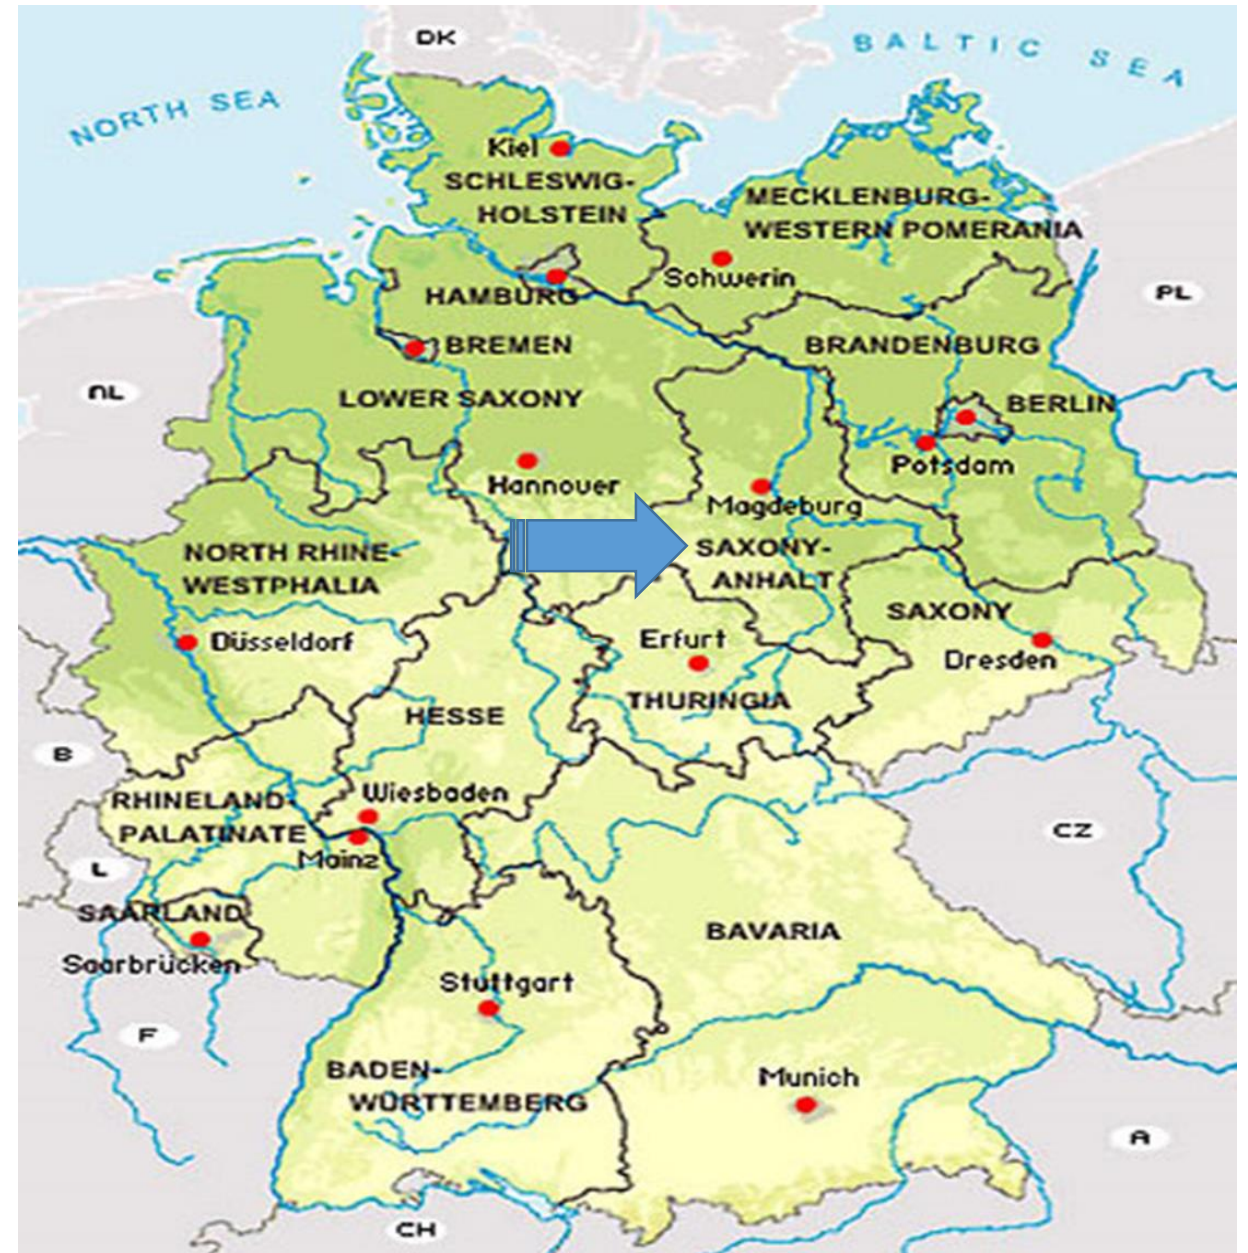 DK
BALTIC SEA
NORTH SEA
Kiel
SCHLESWIG-
HOLSTEIN
MECKLENBURG-
WESTERN POMERANIA
Schwerin
HAMBURG
PL
BREMEN
BRANDENBURG
NL
LOWER SAXONY
BERLIN
Potsdam
Hannover
Magdeburg
NORTH RHINE-
WESTPHALIA
SAXONY-
ANHALT
SAXONY
Düsseldorf
Erfurt
Dresden
THURINGIA
HESSE
B
RHINELAND-
PALATINATE
Wiesbaden
Mainz
CZ
L
SAARLAND
Saarbrücken
BAVARIA
Stuttgart
F
BADEN-
WÜRTTEMBERG
Munich
A
CH